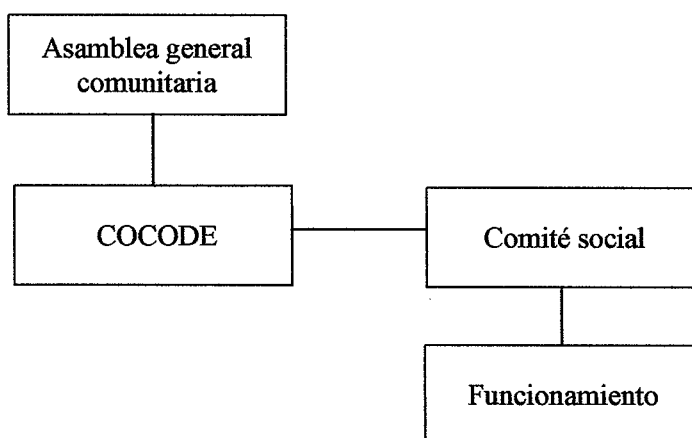 Asamblea general
comunitaria
COCODE
Comité social
Funcionamiento